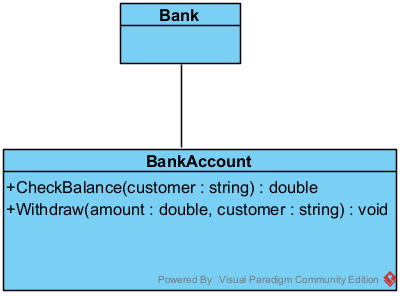 Bank
BankAccount
+CheckBalance(customer : string) : double
+Withdraw(amount : double, customer : string) : void
Powered By Visual Paradigm Community Edition